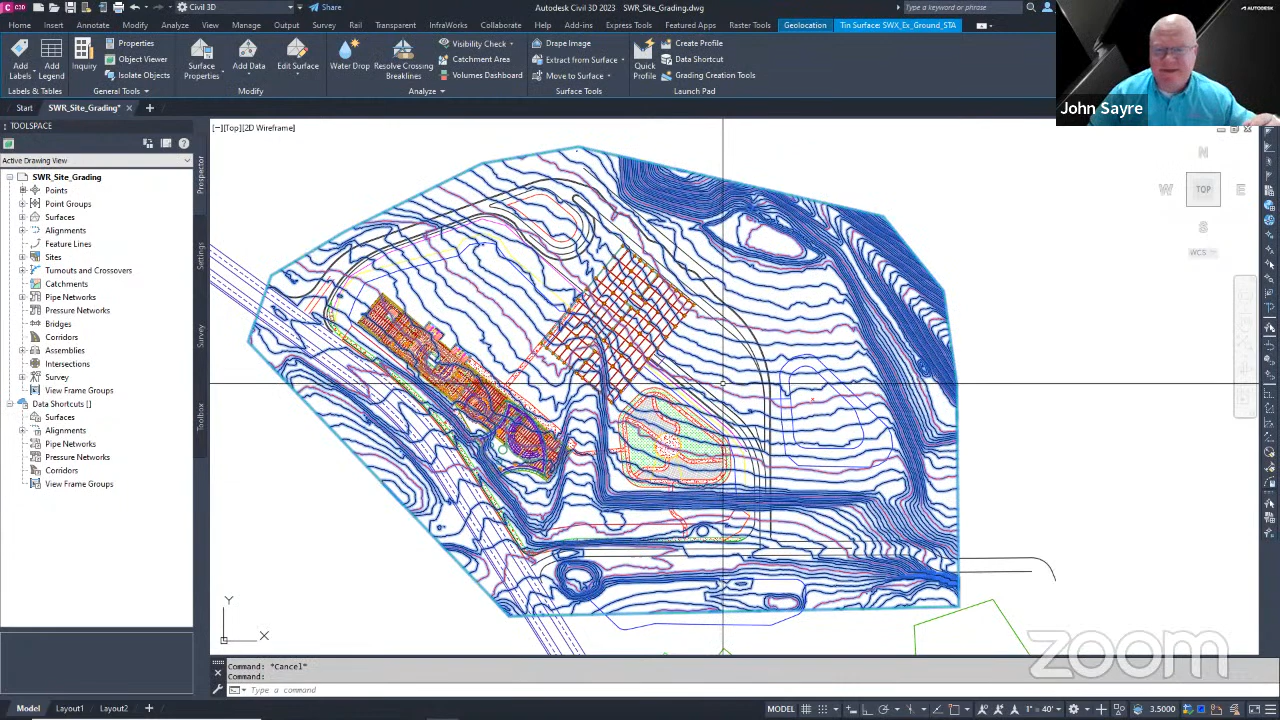 C3D
Civil 3D
Share
Autodesk Civil 3D 2023 SWR_Site_Grading.dwg
Type a keyword or phrase
AUTODESK
Home Insert Annotate Modify Analyze View Manage Output Survey Rail Transparent InfraWorks Collaborate Help Add-ins Express Tools Featured Apps Raster Tools Geolocation Tin Surface: SWX_Ex_Ground_STA
Add Labels
Add Legend
Inquiry
Properties
Object Viewer
Isolate Objects
Surface Properties
Add Data
Edit Surface
Water Drop
Resolve Crossing Breaklines
Visibility Check
Catchment Area
Volumes Dashboard
Drape Image
Extract from Surface
Move to Surface
Quick Profile
Create Profile
Data Shortcut
Grading Creation Tools
Labels & Tables
General Tools
Modify
Analyze
Surface Tools
Launch Pad
John Sayre
Start
SWR_Site_Grading*
TOOLSPACE
[−][Top][2D Wireframe]
Active Drawing View
SWR_Site_Grading
Points
Point Groups
Surfaces
Alignments
Feature Lines
Sites
Turnouts and Crossovers
Catchments
Pipe Networks
Pressure Networks
Bridges
Corridors
Assemblies
Intersections
Survey
View Frame Groups
Data Shortcuts []
Surfaces
Alignments
Pipe Networks
Pressure Networks
Corridors
View Frame Groups
Prospector
Settings
Survey
Toolbox
N
W
TOP
E
S
WCS
Y
X
zoom
Command: *Cancel*
Command:
Type a command
Model Layout1 Layout2
MODEL
1" = 40'
3.5000